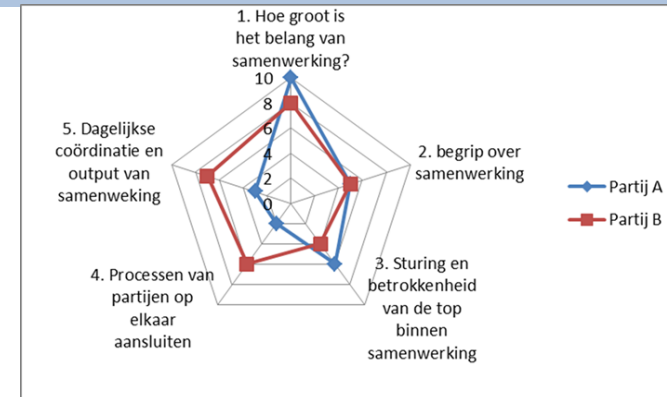 1. Hoe groot is
het belang van
samenwerking?
10
8
6
4
2
0
2. begrip over
samenwerking
3. Sturing en
betrokkenheid
van de top
binnen
samenwerking
4. Processen van
partijen op
elkaar
aansluiten
5. Dagelijkse
coördinatie en
output van
samenweking
Partij A
Partij B